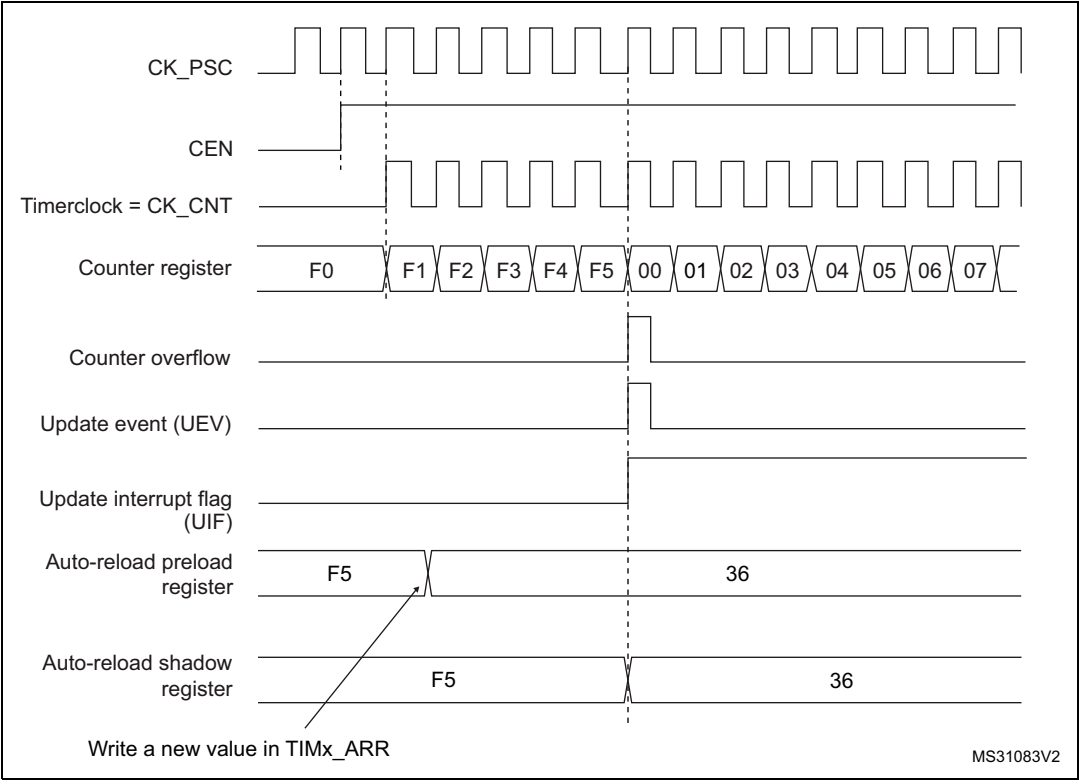 CK_PSC
CEN
Timerclock = CK_CNT
Counter register F0 F1 F2 F3 F4 F5 00 01 02 03 04 05 06 07
Counter overflow
Update event (UEV)
Update interrupt flag
(UIF)
Auto-reload preload
register
F5 36
Auto-reload shadow
register
F5 36
Write a new value in TIMx_ARR
MS31083V2